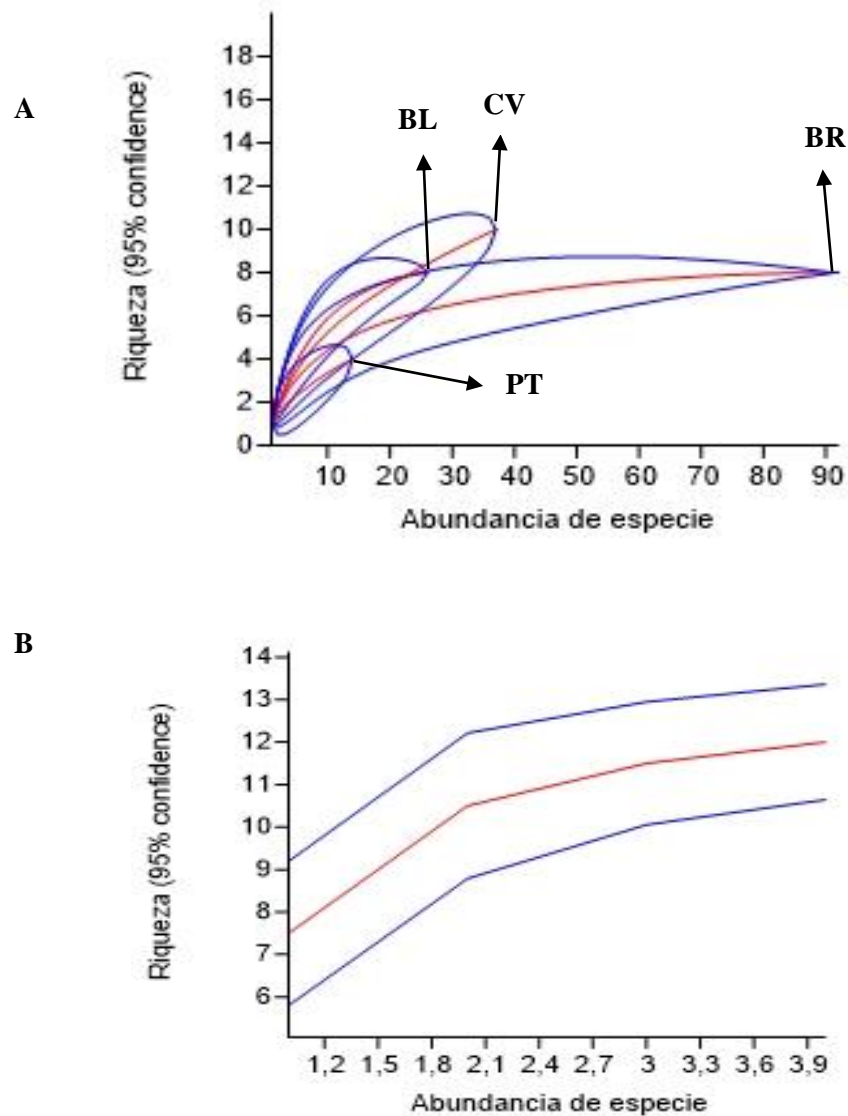 A
Riqueza (95% confidence)
18
16
14
12
10
8
6
4
2
0
BL
CV
BR
PT
10 20 30 40 50 60 70 80 90
Abundancia de especie
B
Riqueza (95% confidence)
14
13
12
11
10
9
8
7
6
1,2 1,5 1,8 2,1 2,4 2,7 3 3,3 3,6 3,9
Abundancia de especie